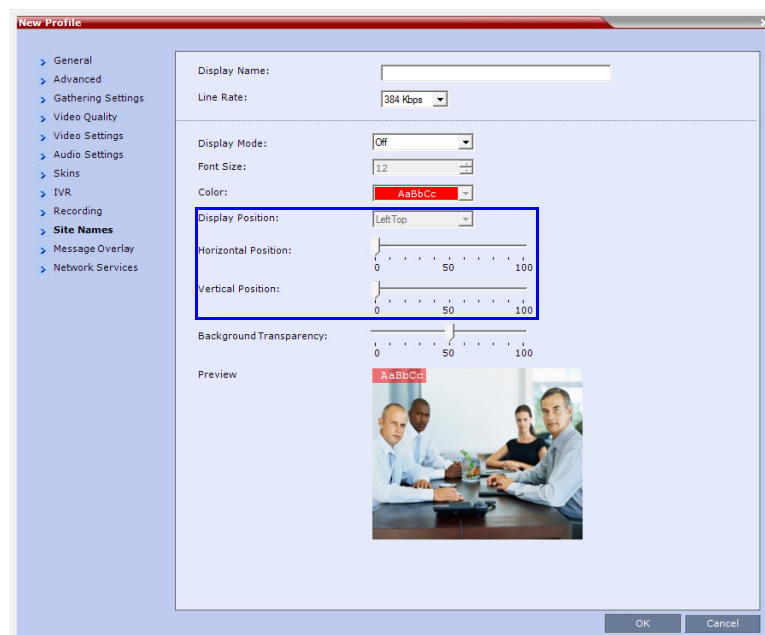 New Profile
General
Advanced
Gathering Settings
Video Quality
Video Settings
Audio Settings
Skins
IVR
Recording
Site Names
Message Overlay
Network Services
Display Name:
Line Rate: 384 Kbps
Display Mode: Off
Font Size: 12
Color: AaBbCc
Display Position: LeftTop
Horizontal Position:
0 50 100
Vertical Position:
0 50 100
Background Transparency:
0 50 100
Preview
AaBbCc
OK Cancel